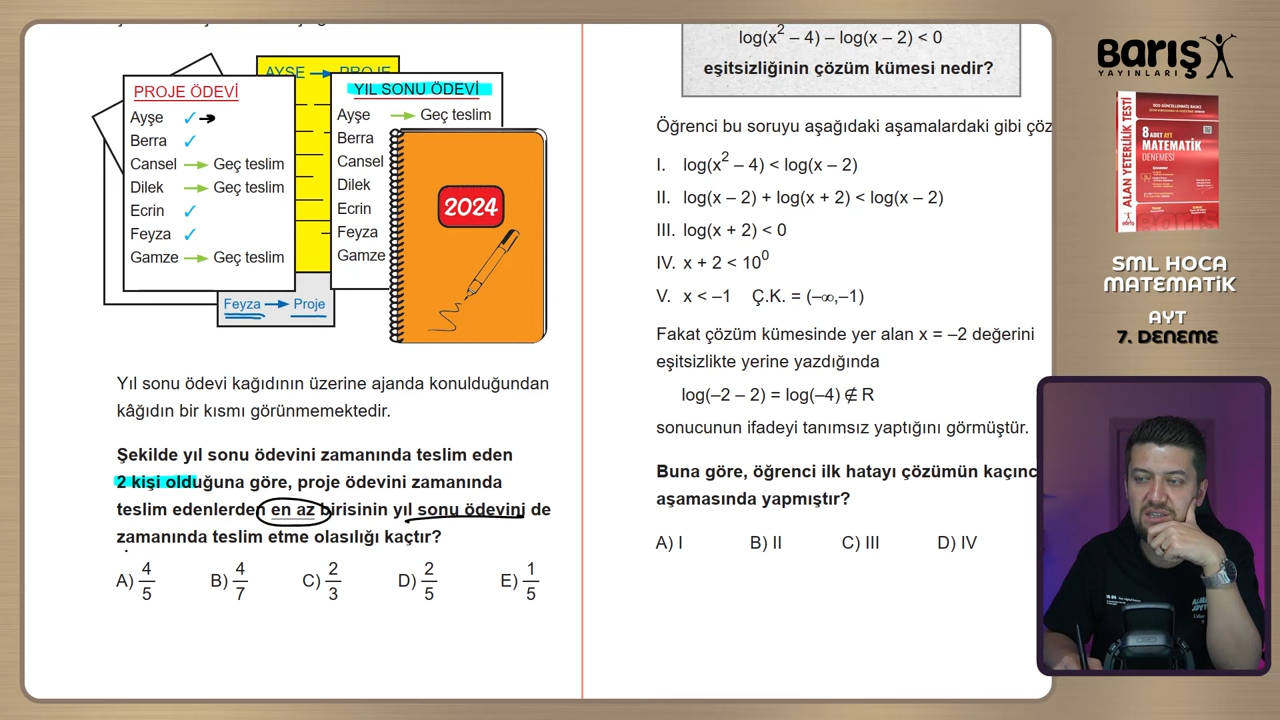 AYŞE → PROJE
PROJE ÖDEVİ
Ayşe ✓
Berra ✓
Cansel → Geç teslim
Dilek → Geç teslim
Ecrin ✓
Feyza ✓
Gamze → Geç teslim
YIL SONU ÖDEVİ
Ayşe → Geç teslim
Berra
Cansel
Dilek
Ecrin
Feyza
Gamze
2024
Feyza → Proje
Yıl sonu ödevi kağıdının üzerine ajanda konulduğundan
kâğıdın bir kısmı görünmemektedir.
Şekilde yıl sonu ödevini zamanında teslim eden
2 kişi olduğuna göre, proje ödevini zamanında
teslim edenlerden en az birisinin yıl sonu ödevini de
zamanında teslim etme olasılığı kaçtır?
A) 4/5 B) 4/7 C) 2/3 D) 2/5 E) 1/5
log(x² – 4) – log(x – 2) < 0
eşitsizliğinin çözüm kümesi nedir?
Öğrenci bu soruyu aşağıdaki aşamalardaki gibi çöz
I. log(x² – 4) < log(x – 2)
II. log(x – 2) + log(x + 2) < log(x – 2)
III. log(x + 2) < 0
IV. x + 2 < 10⁰
V. x < –1 Ç.K. = (–∞,–1)
Fakat çözüm kümesinde yer alan x = –2 değerini
eşitsizlikte yerine yazdığında
log(–2 – 2) = log(–4) ∉ R
sonucunun ifadeyi tanımsız yaptığını görmüştür.
Buna göre, öğrenci ilk hatayı çözümün kaçınc
aşamasında yapmıştır?
A) I B) II C) III D) IV
BARIŞ
YAYINLARI
ALAN YETERLİLİK TESTİ
8 ADET AYT
MATEMATİK
DENEMESİ
SML HOCA
MATEMATİK
AYT
7. DENEME